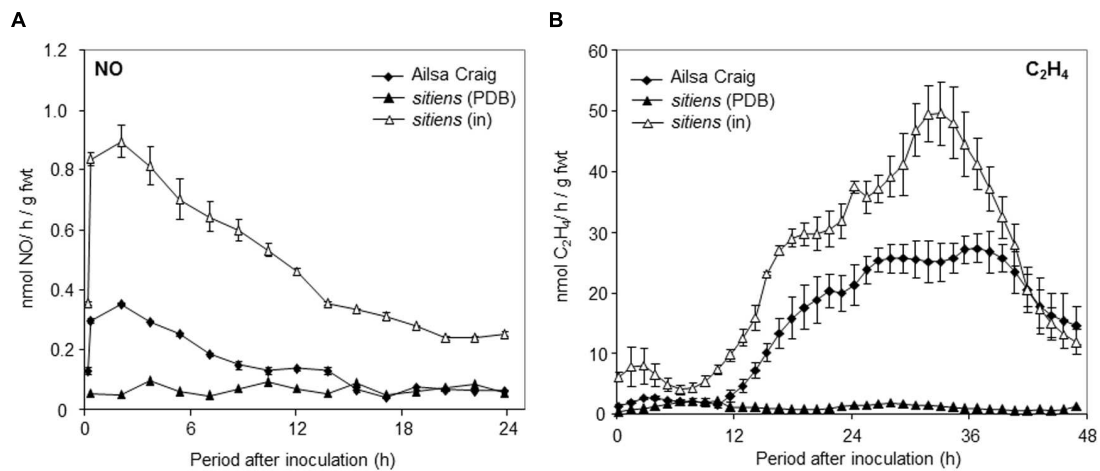 A
B
NO
Ailsa Craig
sitiens (PDB)
sitiens (in)
nmol NO/ h / g fwt
1.2
1.0
0.8
0.6
0.4
0.2
0
0
6
12
18
24
Period after inoculation (h)
C₂H₄
Ailsa Craig
sitiens (PDB)
sitiens (in)
nmol C₂H₄/ h / g fwt
60
50
40
30
20
10
0
0
12
24
36
48
Period after inoculation (h)